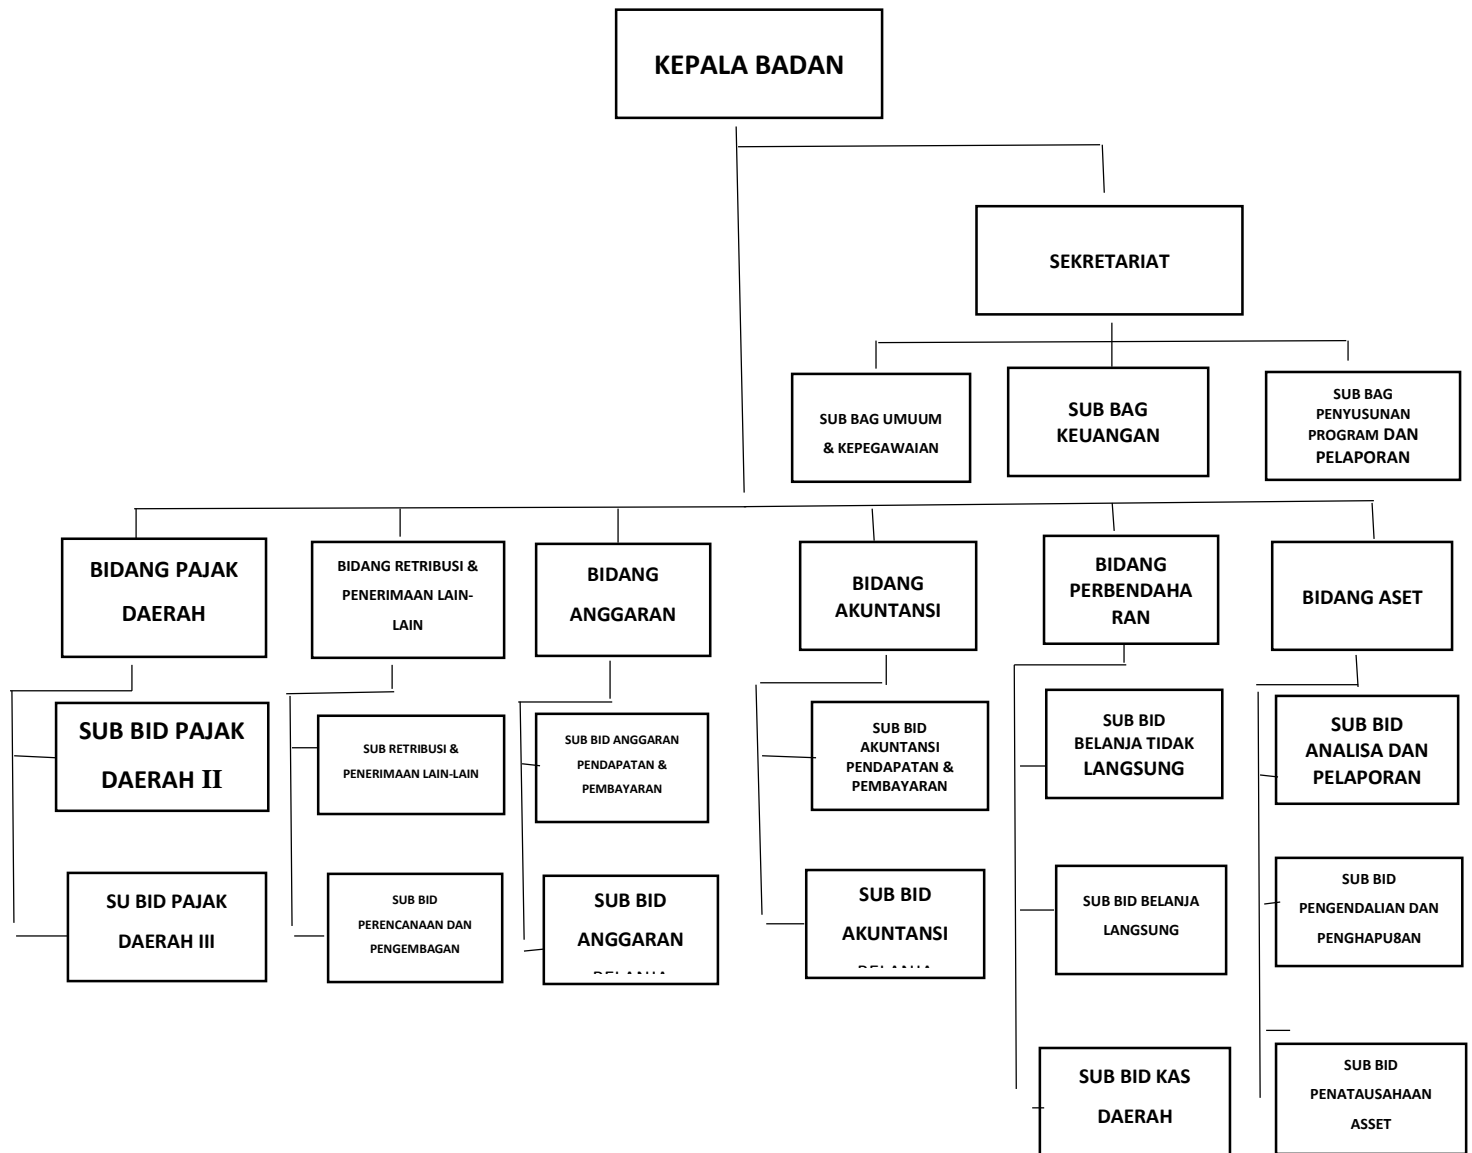 KEPALA BADAN
SEKRETARIAT
SUB BAG UMUUM
& KEPEGAWAIAN
SUB BAG
KEUANGAN
SUB BAG
PENYUSUNAN
PROGRAM DAN
PELAPORAN
BIDANG PAJAK
DAERAH
BIDANG RETRIBUSI &
PENERIMAAN LAIN-
LAIN
BIDANG
ANGGARAN
BIDANG
AKUNTANSI
BIDANG
PERBENDAHA
RAN
BIDANG ASET
SUB BID PAJAK
DAERAH II
SUB RETRIBUSI &
PENERIMAAN LAIN-LAIN
SUB BID ANGGARAN
PENDAPATAN &
PEMBAYARAN
SUB BID
AKUNTANSI
PENDAPATAN &
PEMBAYARAN
SUB BID
BELANJA TIDAK
LANGSUNG
SUB BID
ANALISA DAN
PELAPORAN
SU BID PAJAK
DAERAH III
SUB BID
PERENCANAAN DAN
PENGEMBAGAN
SUB BID
ANGGARAN
SUB BID
AKUNTANSI
SUB BID BELANJA
LANGSUNG
SUB BID
PENGENDALIAN DAN
PENGHAPU8AN
SUB BID KAS
DAERAH
SUB BID
PENATAUSAHAAN
ASSET